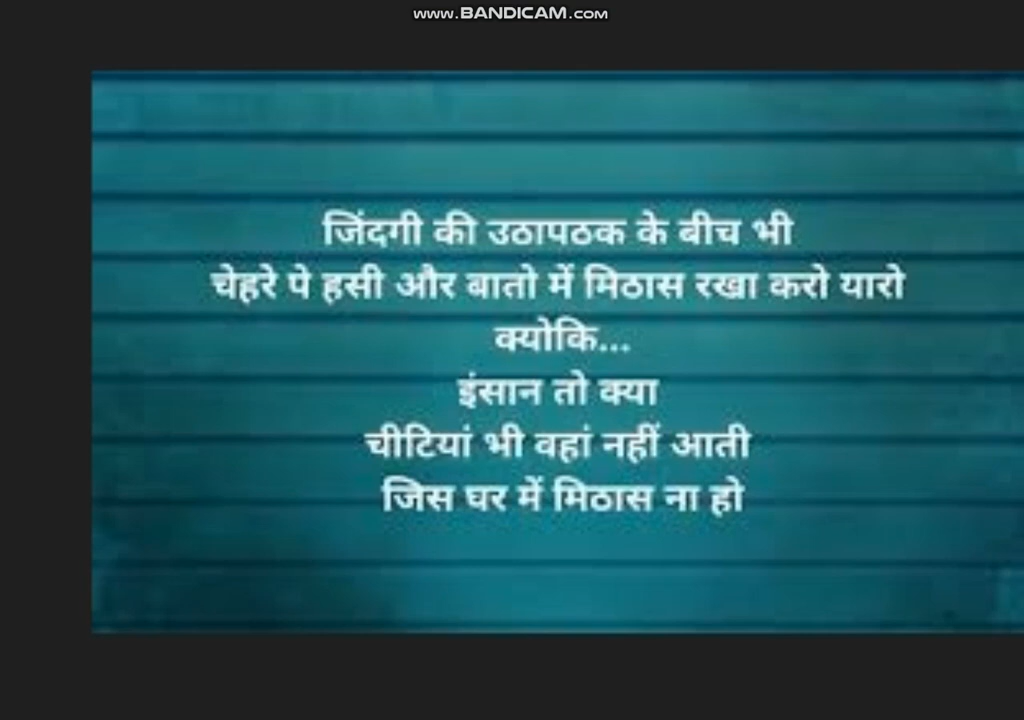 www.BANDICAM.com
जिंदगी की उठापठक के बीच भी
चेहरे पे हसी और बातो में मिठास रखा करो यारो
क्योकि...
इंसान तो क्या
चीटियां भी वहां नहीं आती
जिस घर में मिठास ना हो